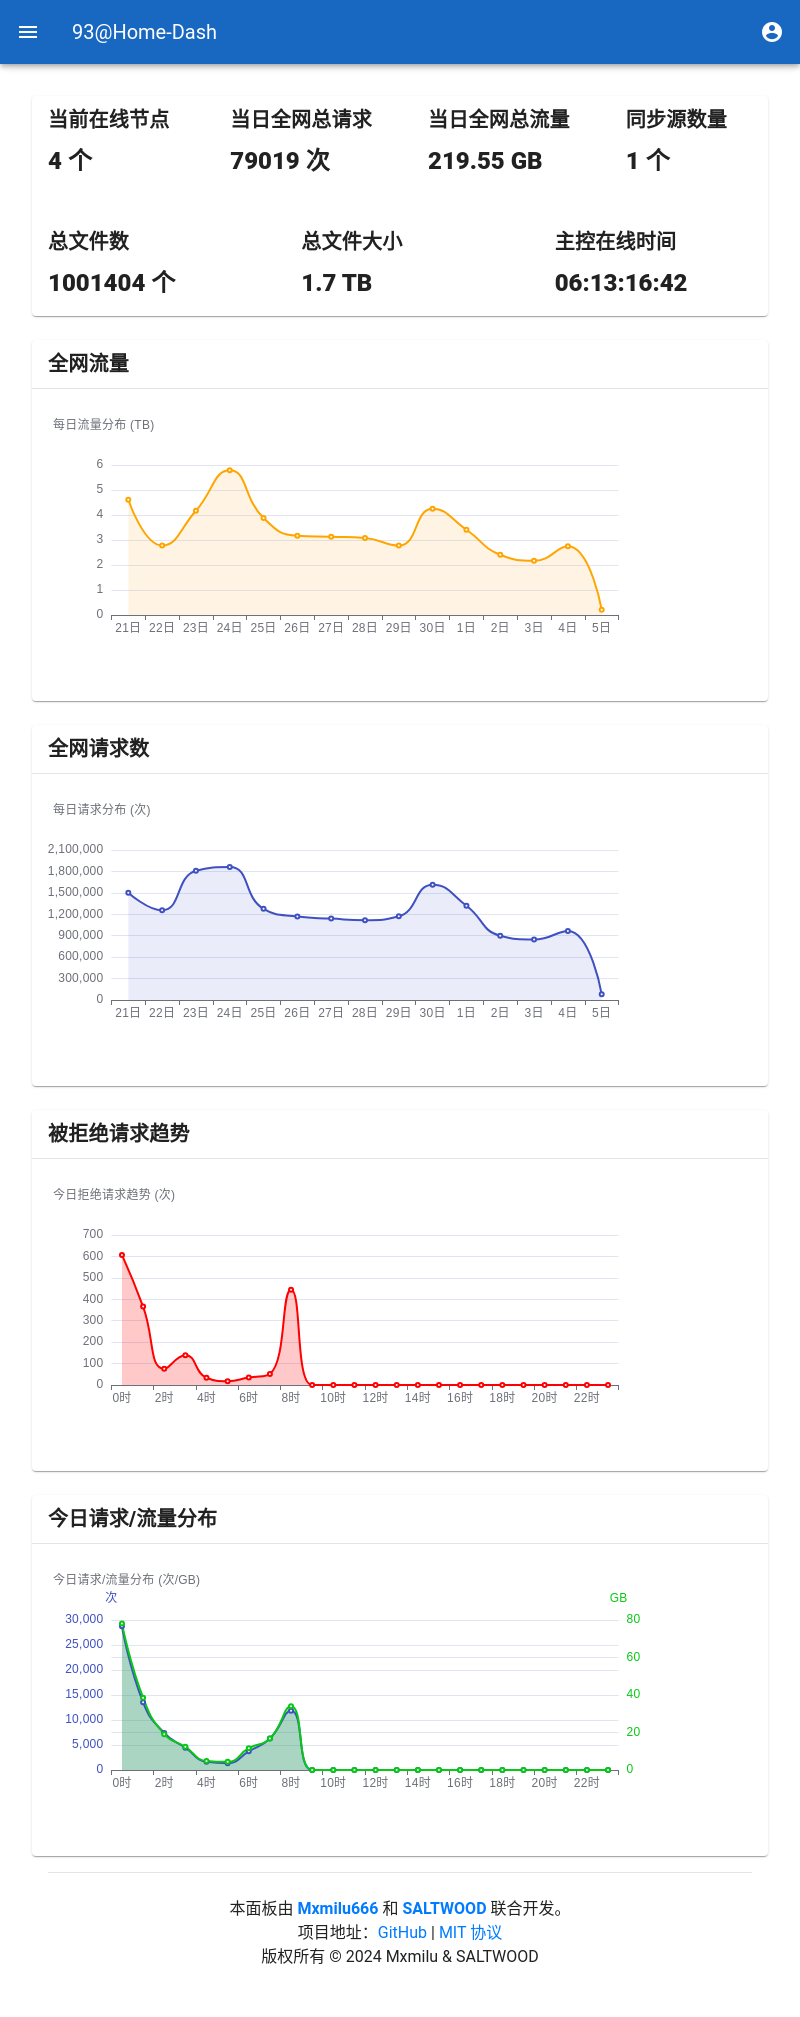 93@Home-Dash
当前在线节点 当日全网总请求 当日全网总流量 同步源数量
4 个 79019 次 219.55 GB 1 个
总文件数 总文件大小 主控在线时间
1001404 个 1.7 TB 06:13:16:42
全网流量
每日流量分布 (TB)
6
5
4
3
2
1
0
21日 22日 23日 24日 25日 26日 27日 28日 29日 30日 1日 2日 3日 4日 5日
全网请求数
每日请求分布 (次)
2,100,000
1,800,000
1,500,000
1,200,000
900,000
600,000
300,000
0
21日 22日 23日 24日 25日 26日 27日 28日 29日 30日 1日 2日 3日 4日 5日
被拒绝请求趋势
今日拒绝请求趋势 (次)
700
600
500
400
300
200
100
0
0时 2时 4时 6时 8时 10时 12时 14时 16时 18时 20时 22时
今日请求/流量分布
今日请求/流量分布 (次/GB)
次 GB
30,000 80
25,000
20,000 60
15,000 40
10,000
5,000 20
0 0
0时 2时 4时 6时 8时 10时 12时 14时 16时 18时 20时 22时
本面板由 Mxmilu666 和 SALTWOOD 联合开发。
项目地址：GitHub | MIT 协议
版权所有 © 2024 Mxmilu & SALTWOOD